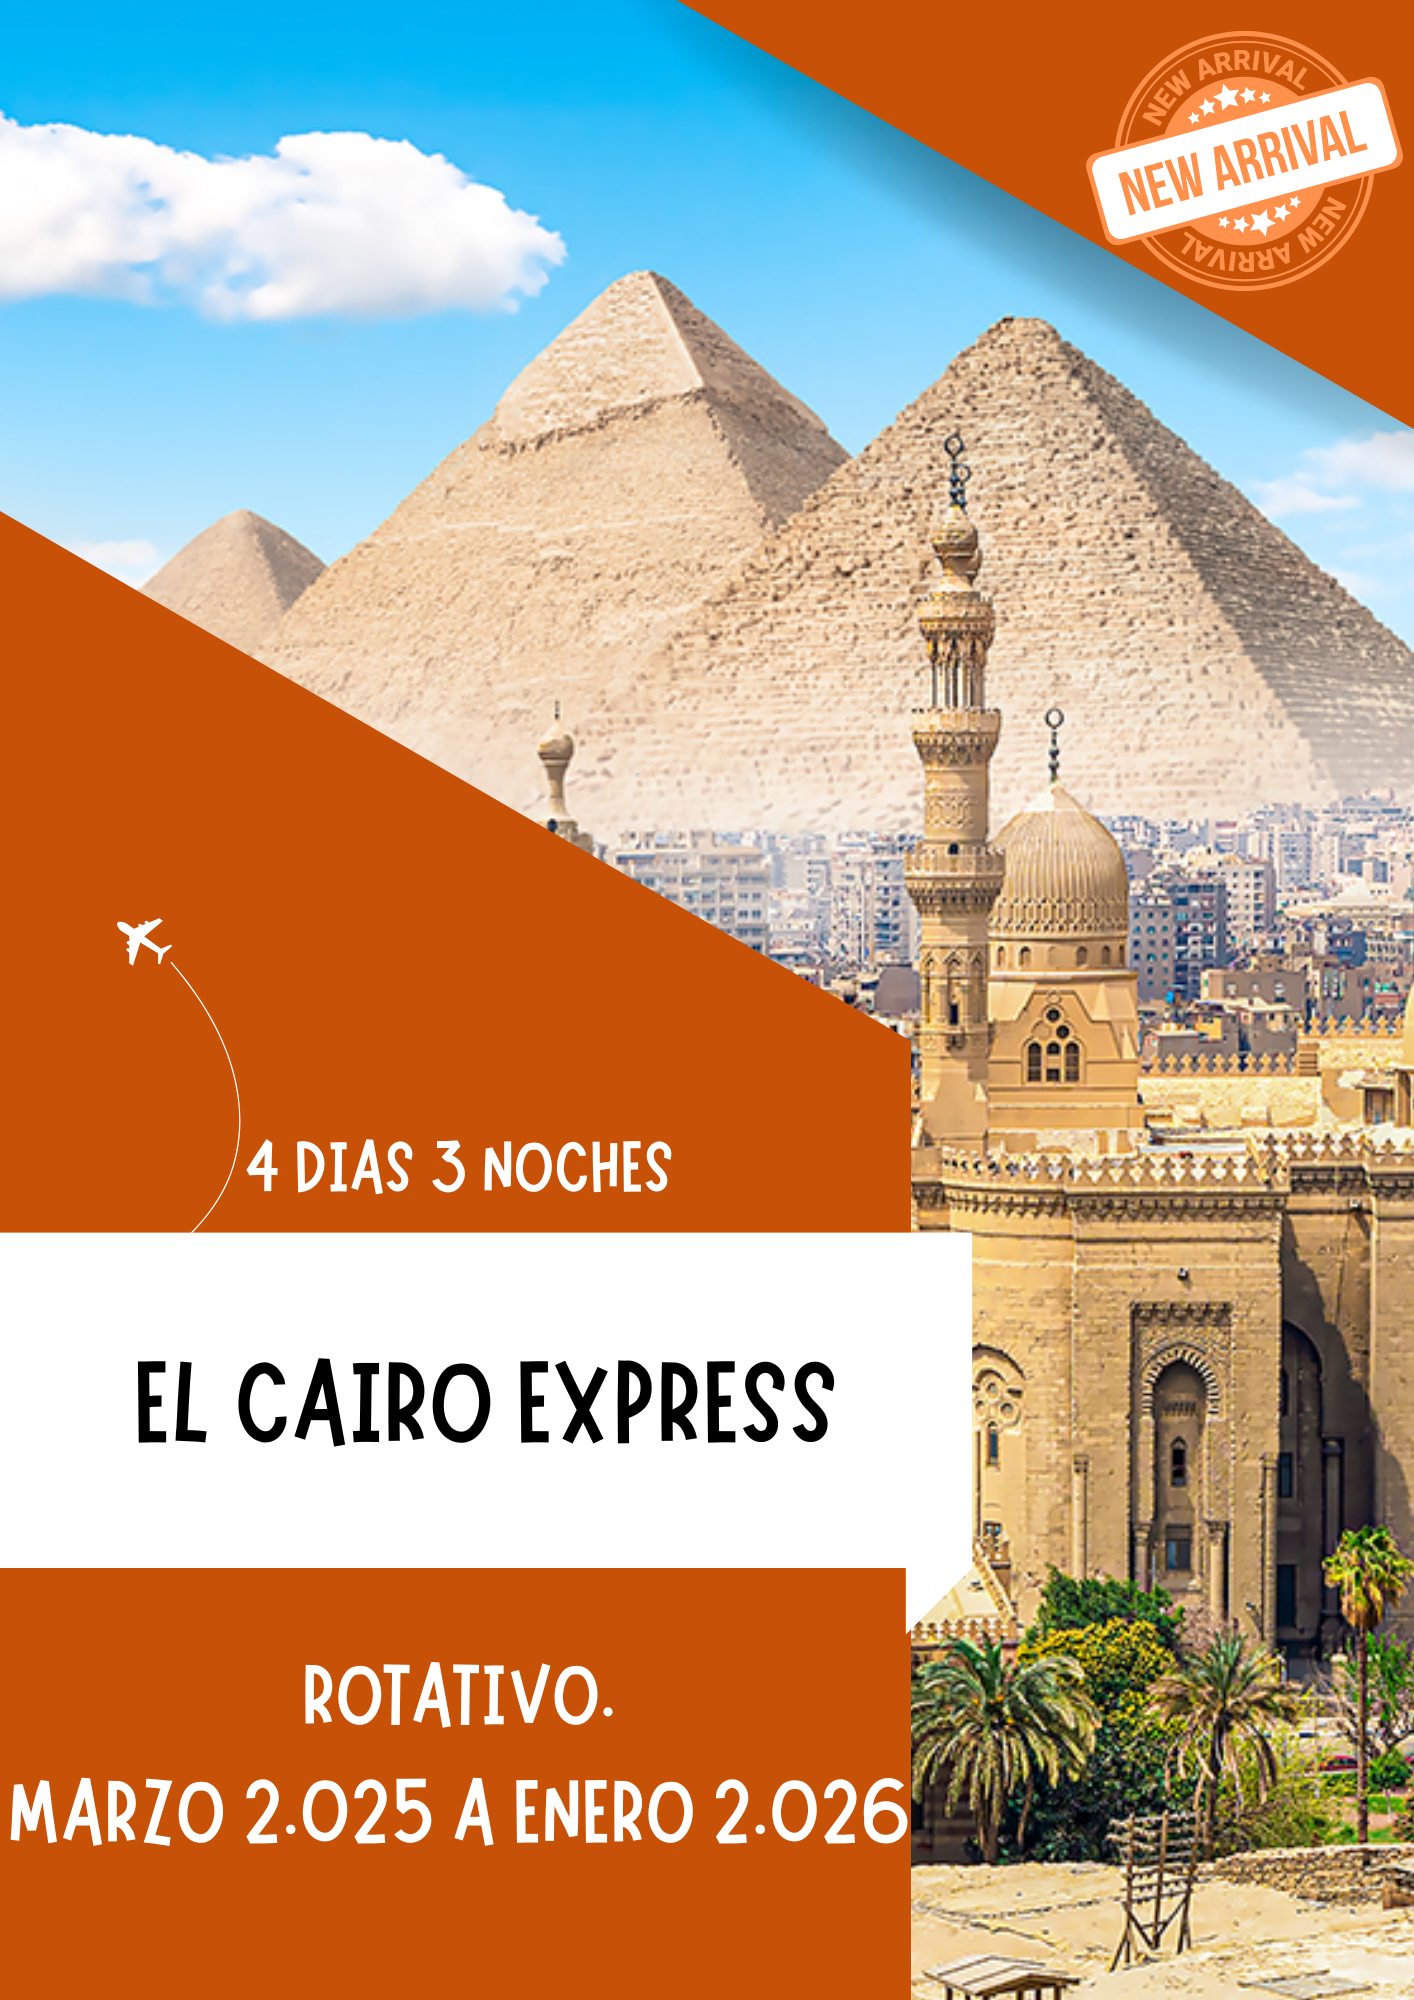 NEW ARRIVAL
NEW ARRIVAL
NEW ARRIVAL
4 DIAS 3 NOCHES
EL CAIRO EXPRESS
ROTATIVO.
MARZO 2.025 A ENERO 2.026